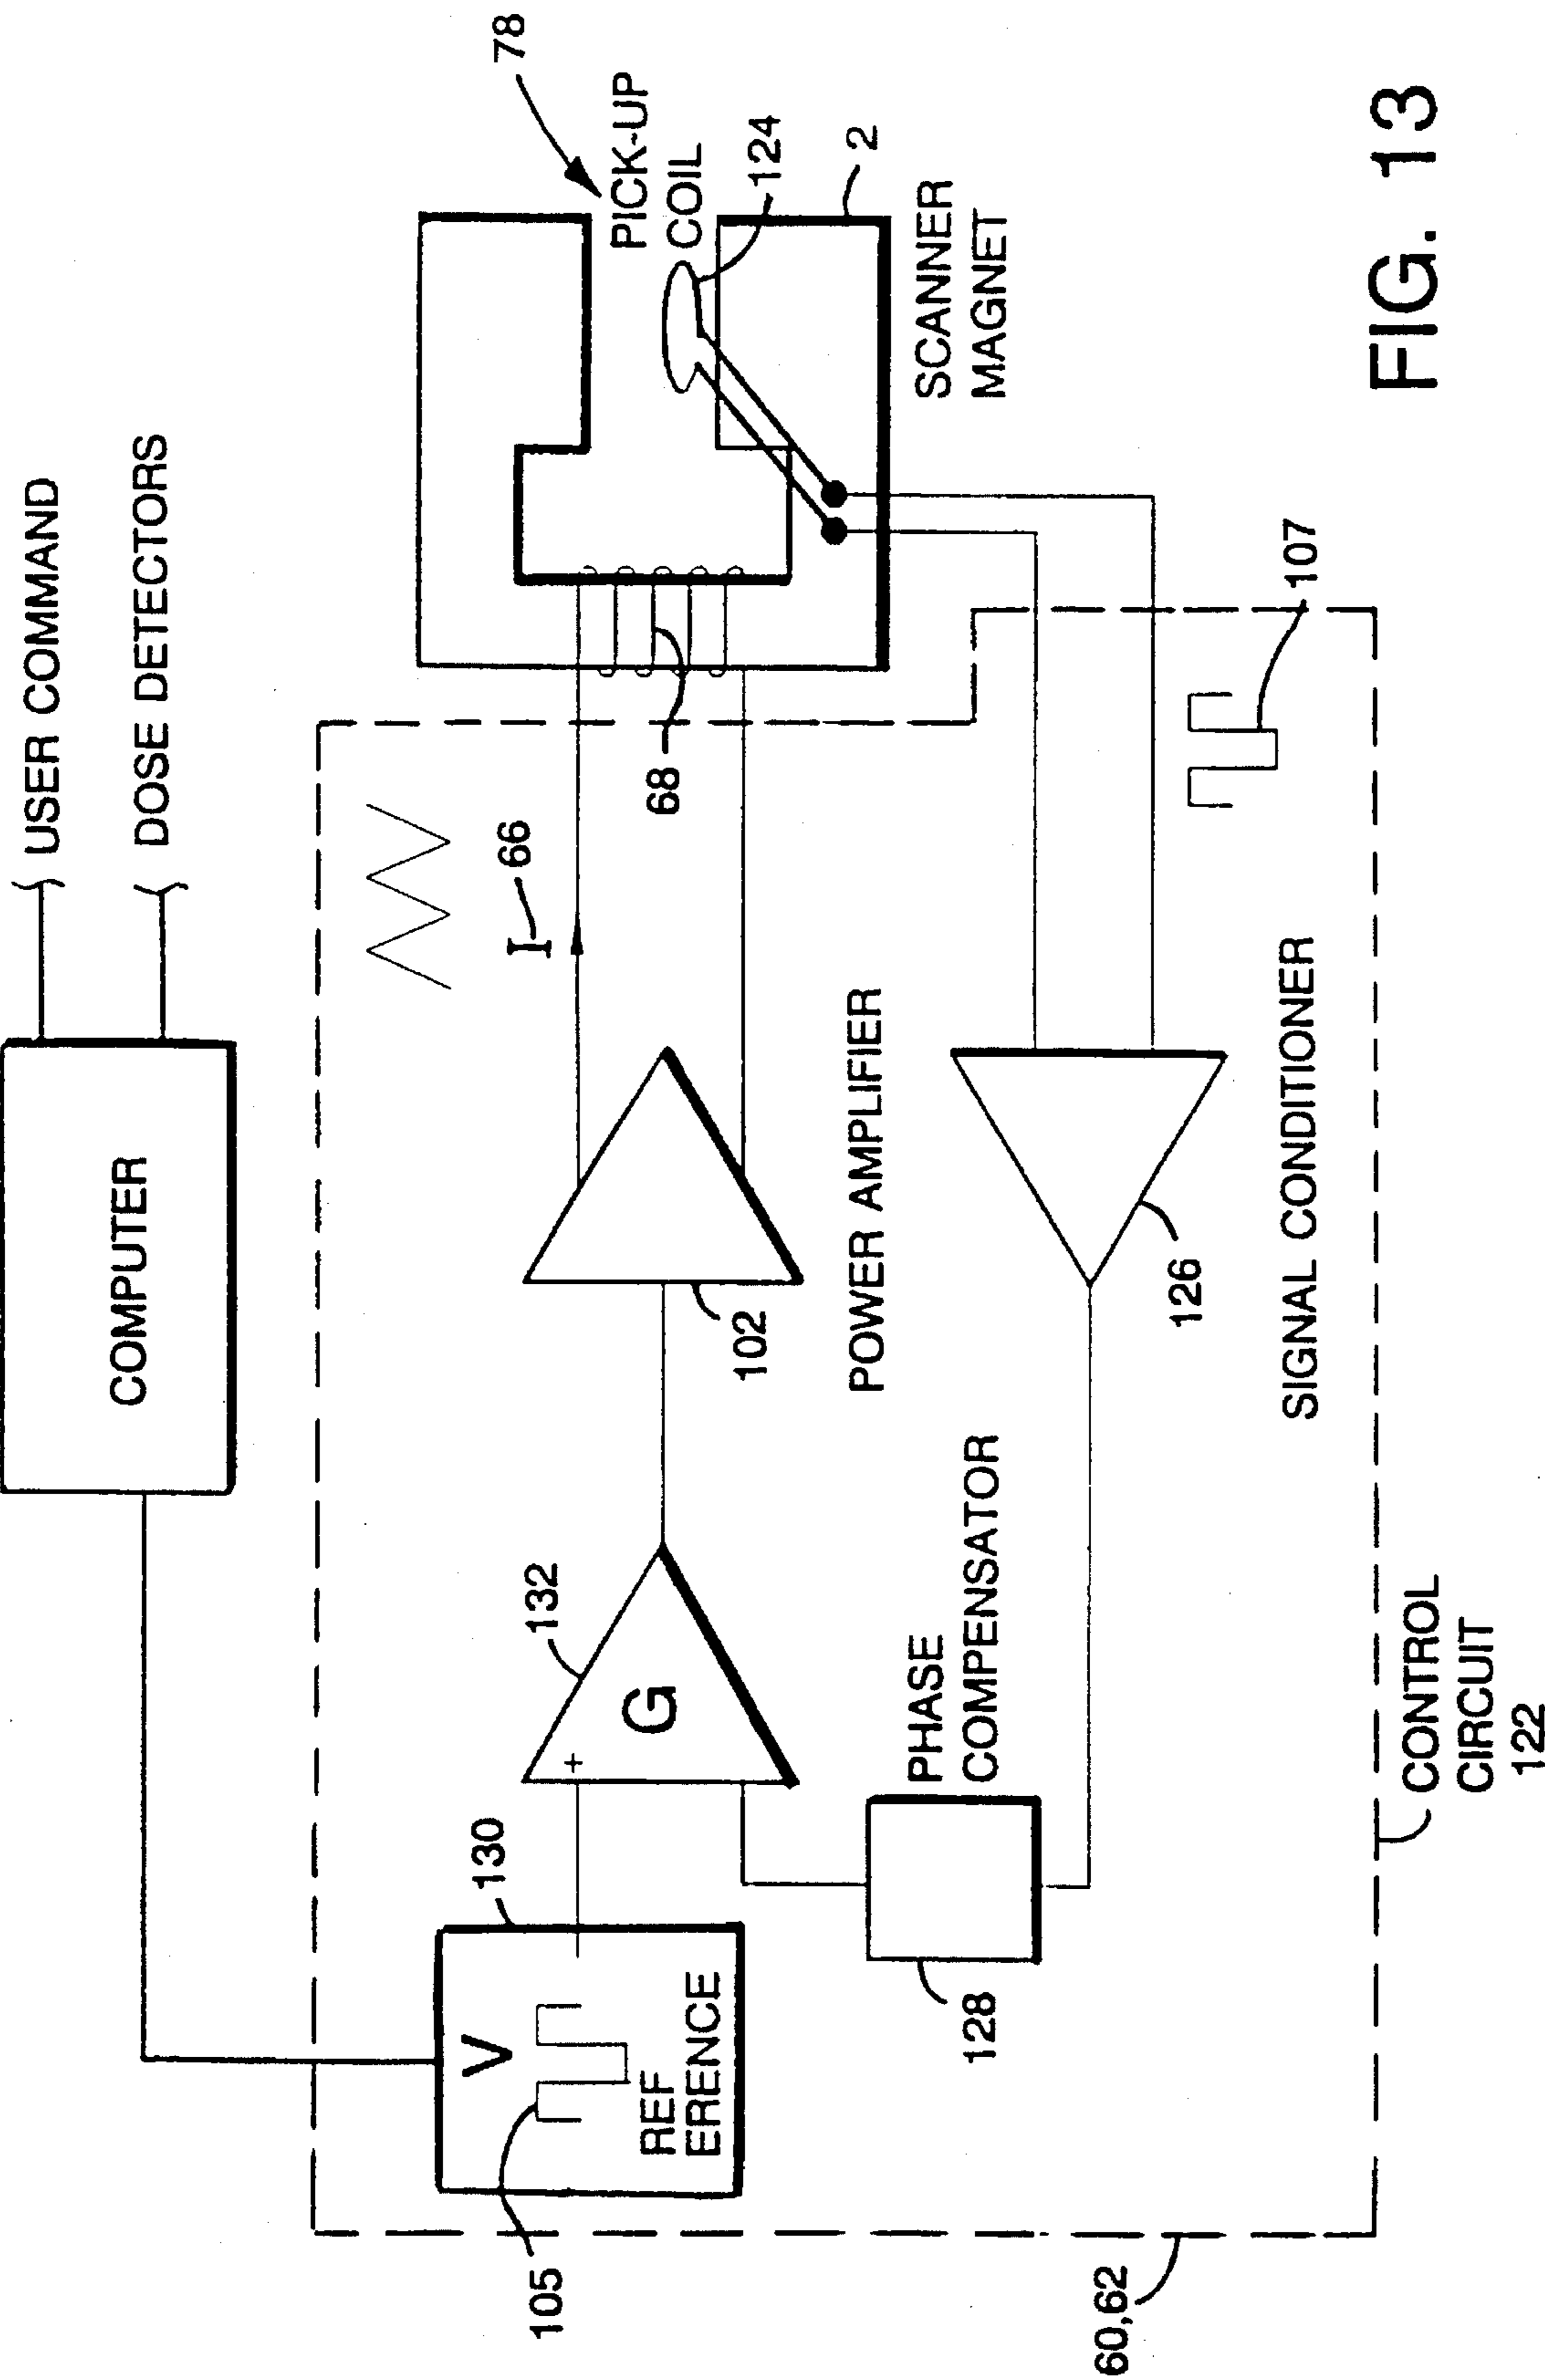 USER COMMAND
DOSE DETECTORS
COMPUTER
78
PICK-UP
COIL
124
2
SCANNER
MAGNET
I
66
68
107
POWER AMPLIFIER
102
126
SIGNAL CONDITIONER
132
+
G
PHASE
COMPENSATOR
128
130
V
REF
ERENCE
105
60,62
CONTROL
CIRCUIT
122
FIG. 13